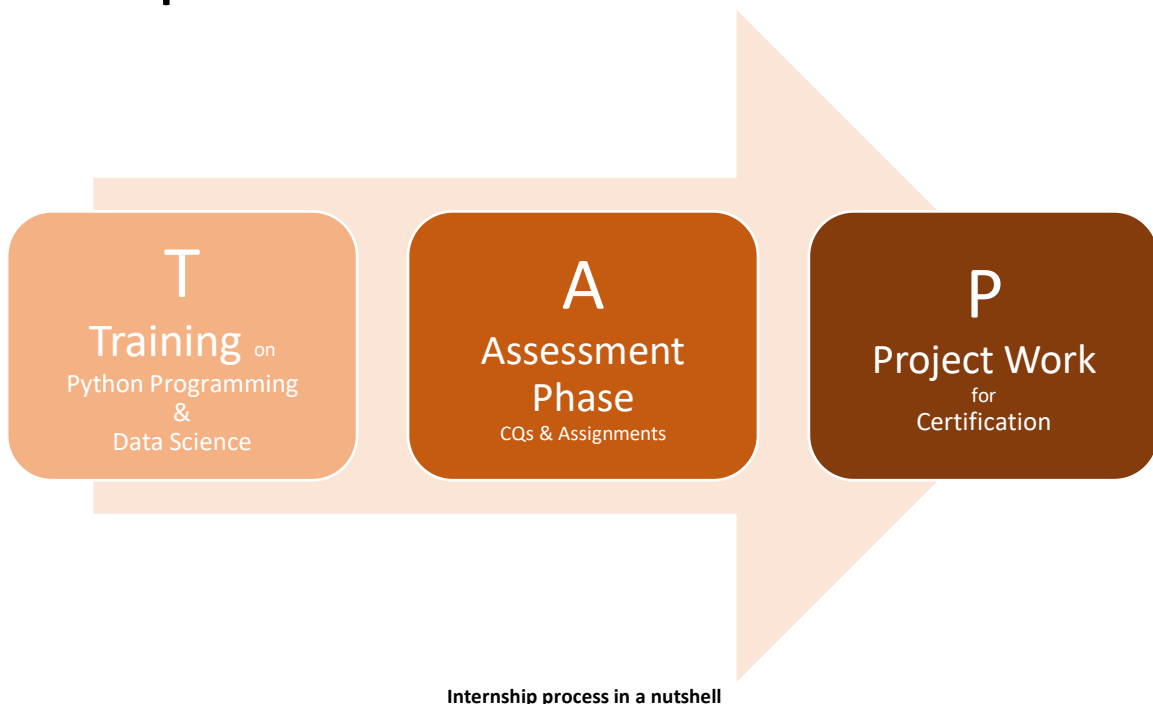 T
Training on
Python Programming
&
Data Science
A
Assessment
Phase
CQs & Assignments
P
Project Work
for
Certification
Internship process in a nutshell